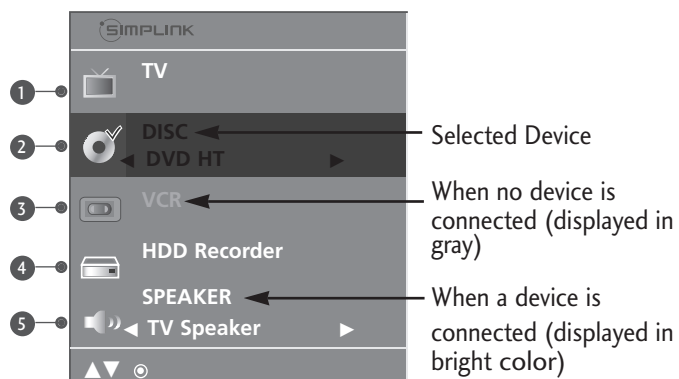 SIMPLINK
1 TV
2 DISC
◀ DVD HT ▶
Selected Device
3 VCR
When no device is
connected (displayed in
gray)
4 HDD Recorder
5 SPEAKER
◀ TV Speaker ▶
When a device is
connected (displayed in
bright color)
▲▼ ◉